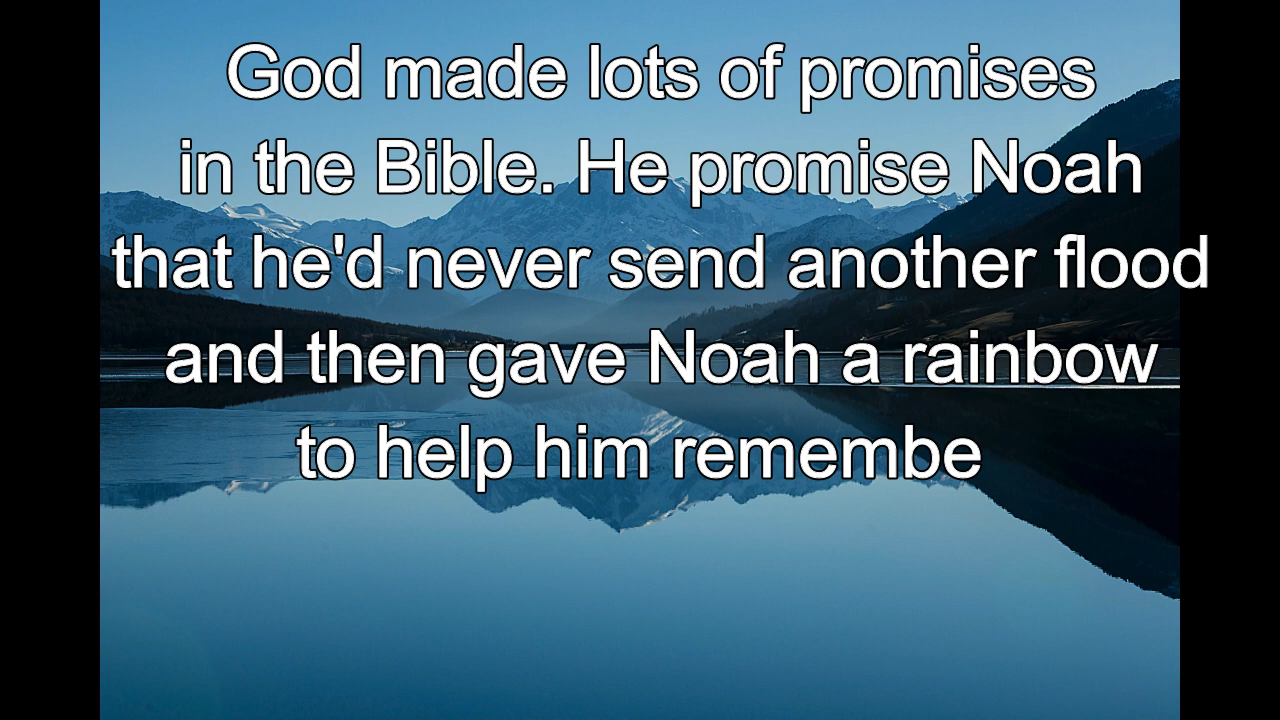 God made lots of promises
in the Bible. He promise Noah
that he'd never send another flood
and then gave Noah a rainbow
to help him remembe